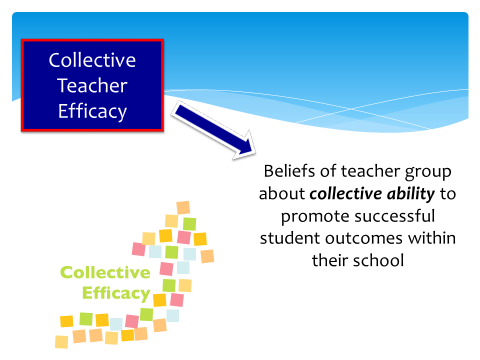 Collective
Teacher
Efficacy
Beliefs of teacher group
about collective ability to
promote successful
student outcomes within
their school
Collective
Efficacy